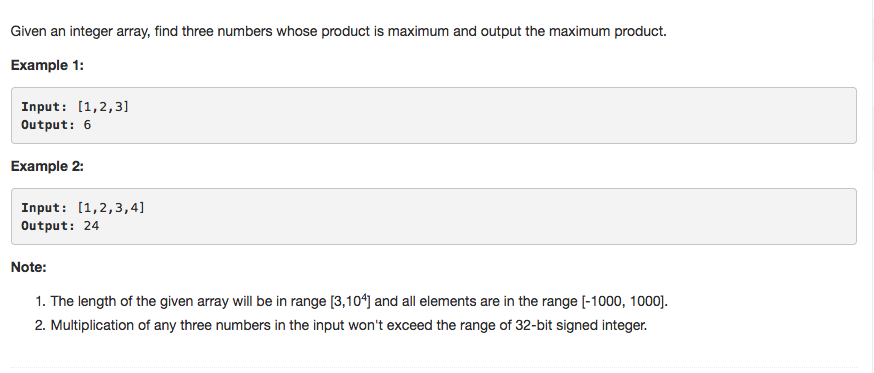 Given an integer array, find three numbers whose product is maximum and output the maximum product.
Example 1:
Input: [1,2,3]
Output: 6
Example 2:
Input: [1,2,3,4]
Output: 24
Note:
1. The length of the given array will be in range [3,10⁴] and all elements are in the range [-1000, 1000].
2. Multiplication of any three numbers in the input won't exceed the range of 32-bit signed integer.